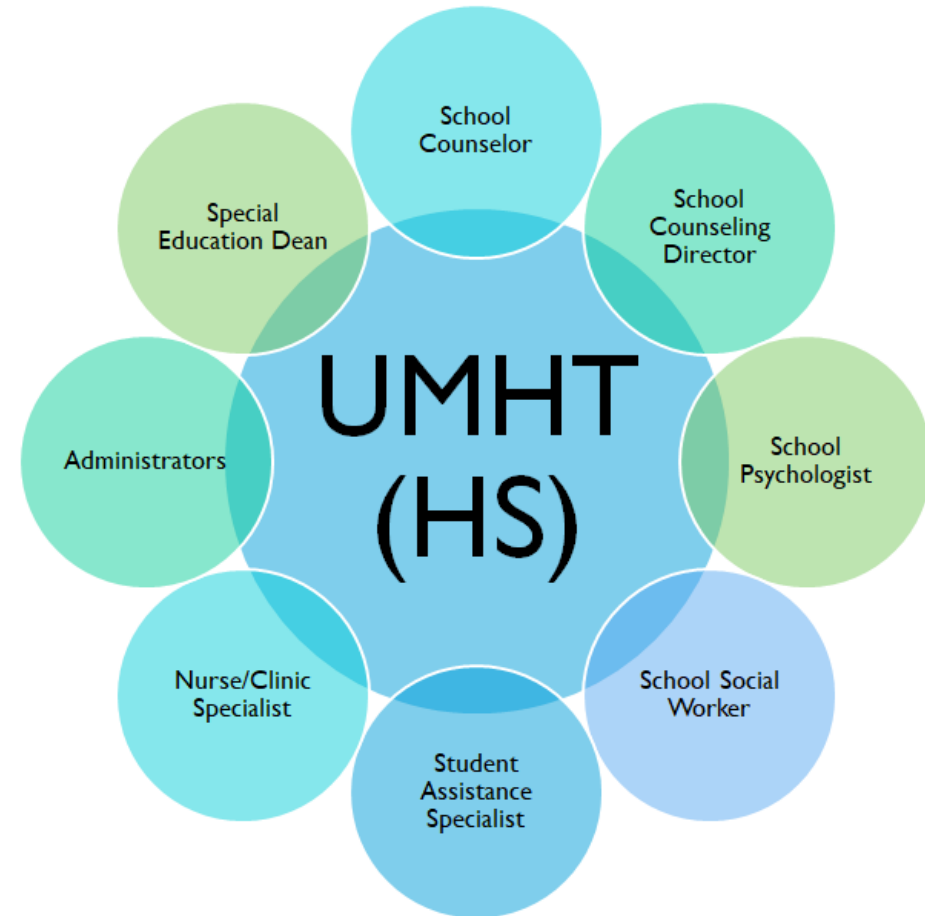 School
Counselor
School
Counseling
Director
School
Psychologist
School Social
Worker
Student
Assistance
Specialist
Nurse/Clinic
Specialist
Administrators
Special
Education Dean
UMHT
(HS)